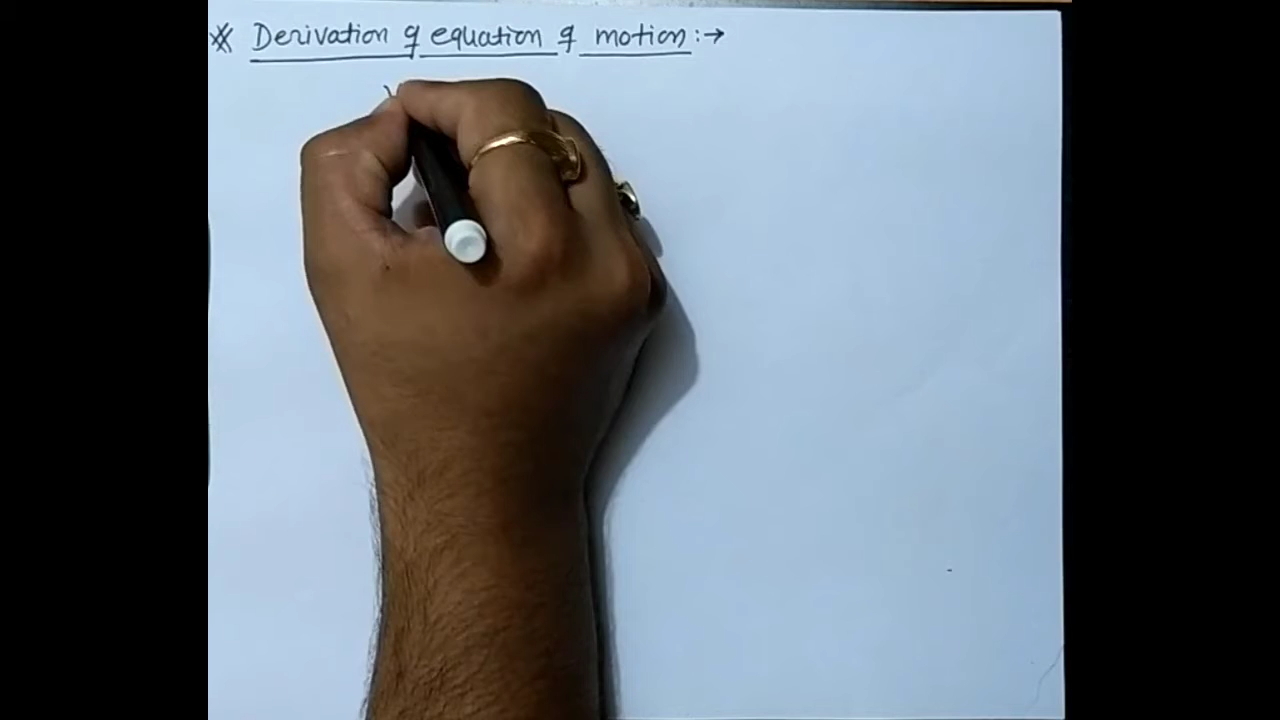 ※ Derivation of equation of motion :→